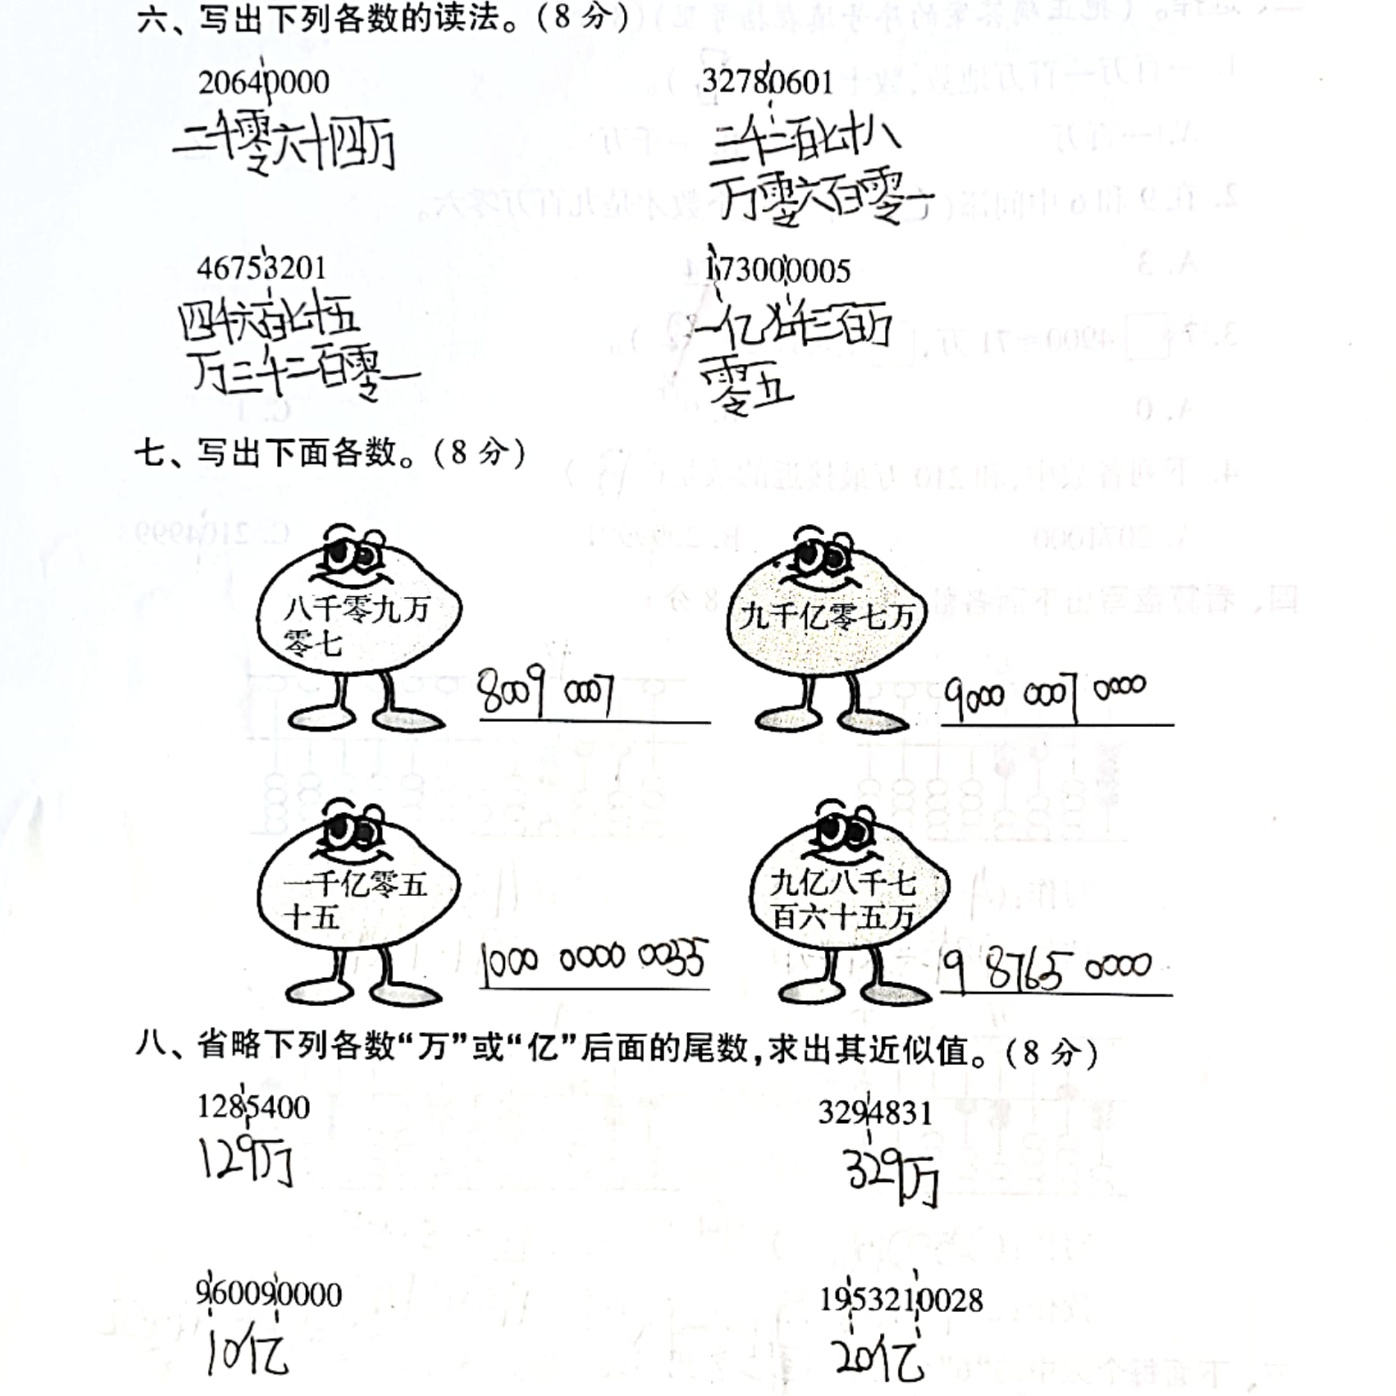 六、写出下列各数的读法。(8分)
20640000 32780601
二千零六十四万 三千二百七十八
万零六百零一
46753201 173000005
四千六百七十五 一亿七千三百万
万三千二百零一 零五
七、写出下面各数。(8分)
八千零九万 九千亿零七万
零七
8009 0007 9000 0007 0000
一千亿零五 九亿八千七
十五 百六十五万
1000 0000 0055 9 8765 0000
八、省略下列各数“万”或“亿”后面的尾数,求出其近似值。(8分)
1285400 3294831
129万 329万
960090000 1953210028
10亿 20亿